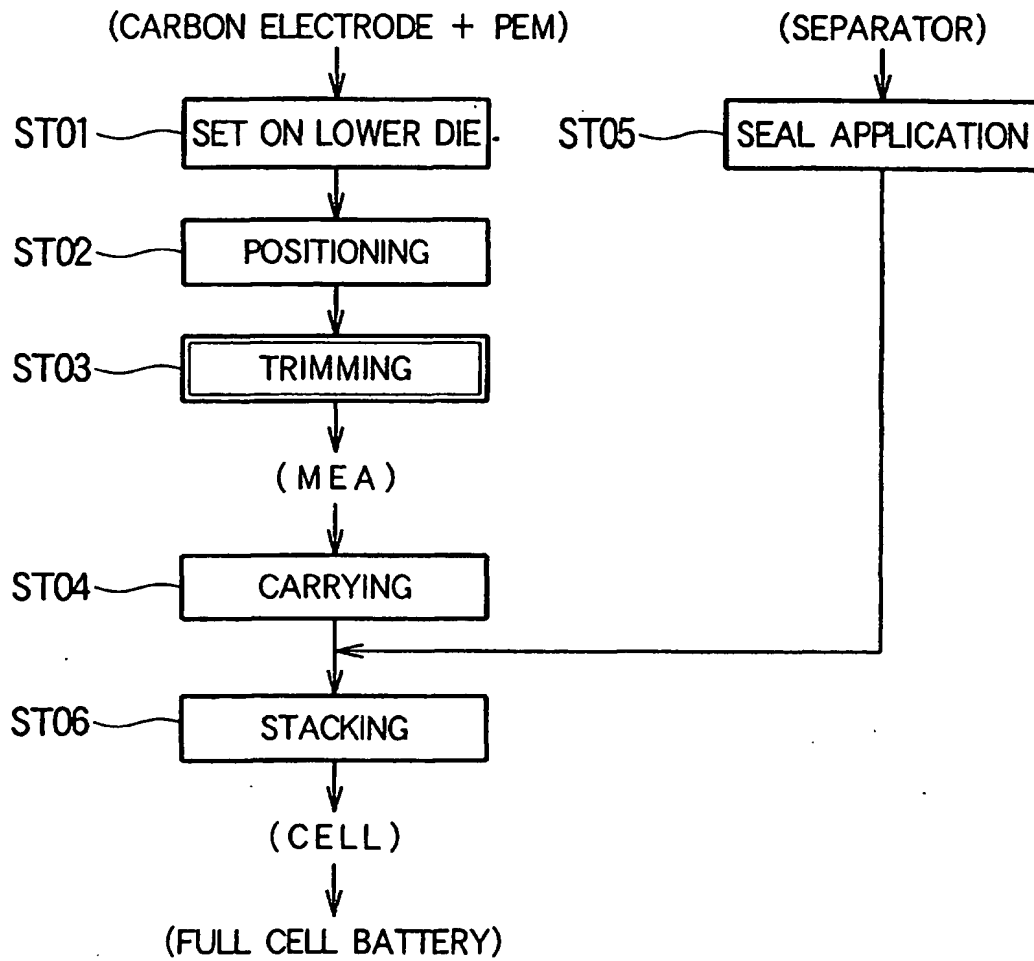 (CARBON ELECTRODE + PEM)
(SEPARATOR)
ST01
SET ON LOWER DIE
ST05
SEAL APPLICATION
ST02
POSITIONING
ST03
TRIMMING
(MEA)
ST04
CARRYING
ST06
STACKING
(CELL)
(FULL CELL BATTERY)